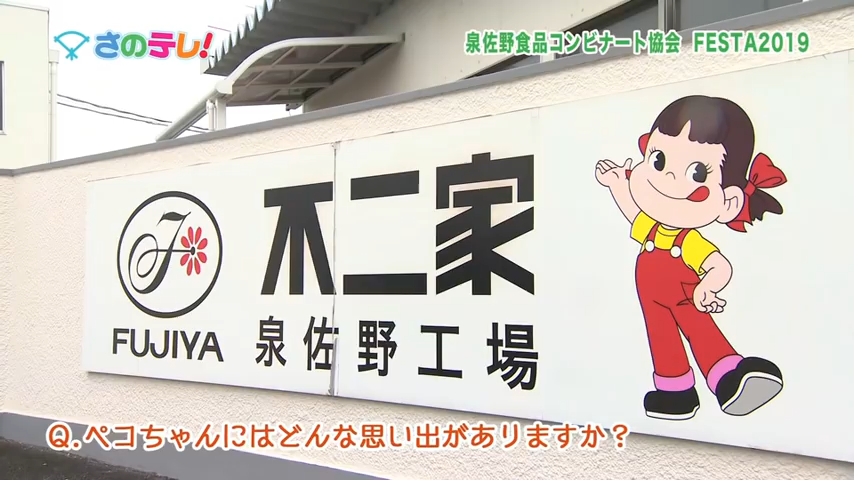 さのテレ!
泉佐野食品コンビナート協会 FESTA2019
不二家
FUJIYA
泉佐野工場
Q.ペコちゃんにはどんな思い出がありますか?